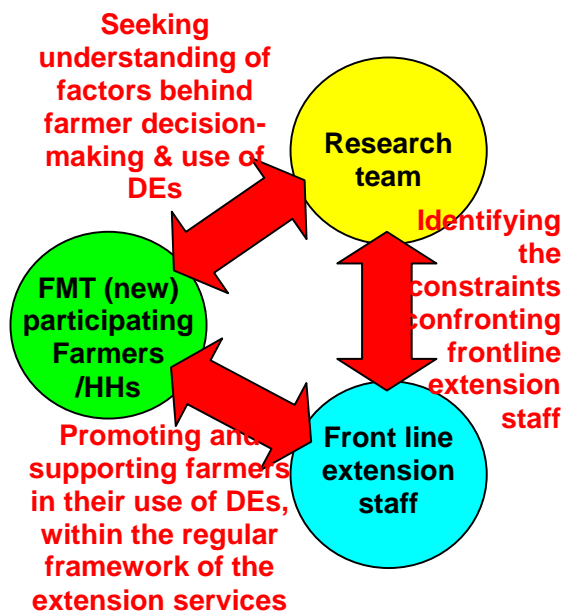 Seeking
understanding of
factors behind
farmer decision-
making & use of
DEs
Research
team
Identifying
the
constraints
confronting
frontline
extension
staff
FMT (new)
participating
Farmers
/HHs
Front line
extension
staff
Promoting and
supporting farmers
in their use of DEs,
within the regular
framework of the
extension services